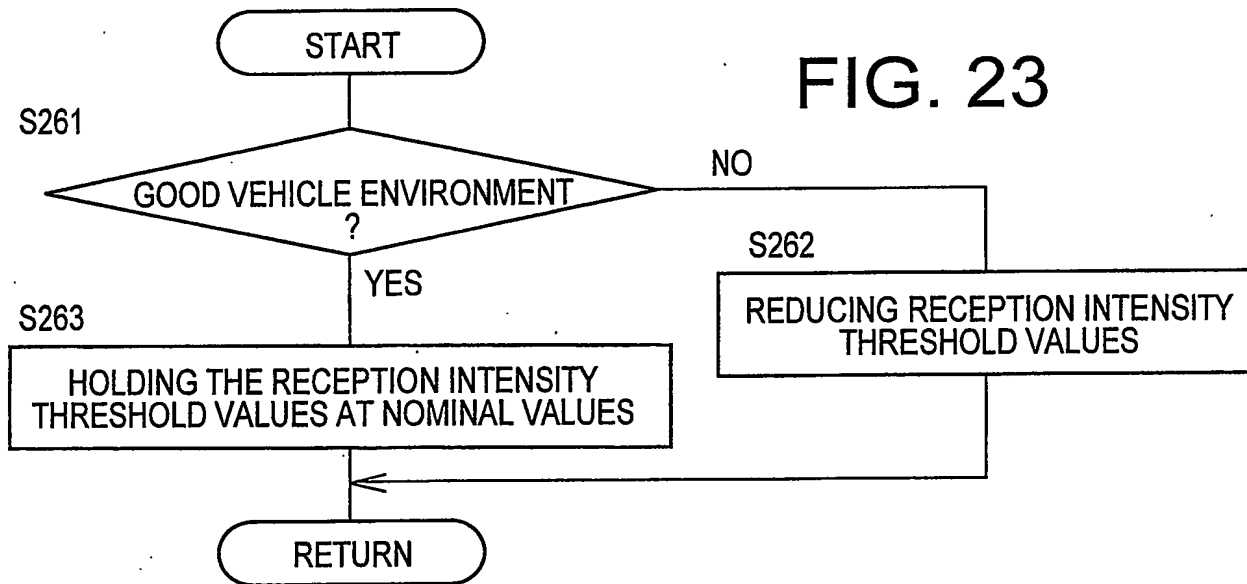 START
FIG. 23
S261
GOOD VEHICLE ENVIRONMENT
?
NO
YES
S262
REDUCING RECEPTION INTENSITY
THRESHOLD VALUES
S263
HOLDING THE RECEPTION INTENSITY
THRESHOLD VALUES AT NOMINAL VALUES
RETURN